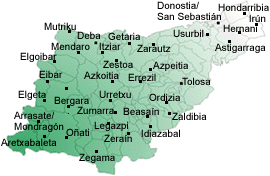 Donostia/
San Sebastián
Hondarribia
Irún
Mutriku
Deba
Getaria
Usurbil
Hernani
Mendaro
Itziar
Zarautz
Astigarraga
Elgoibar
Zestoa
Azpeitia
Eibar
Azkoitia
Errezil
Tolosa
Elgeta
Bergara
Urretxu
Ordizia
Arrasate/
Mondragón
Zumarra
Beasain
Zaldibia
Aretxabaleta
Oñati
Legazpi
Idiazabal
Zerain
Zegama